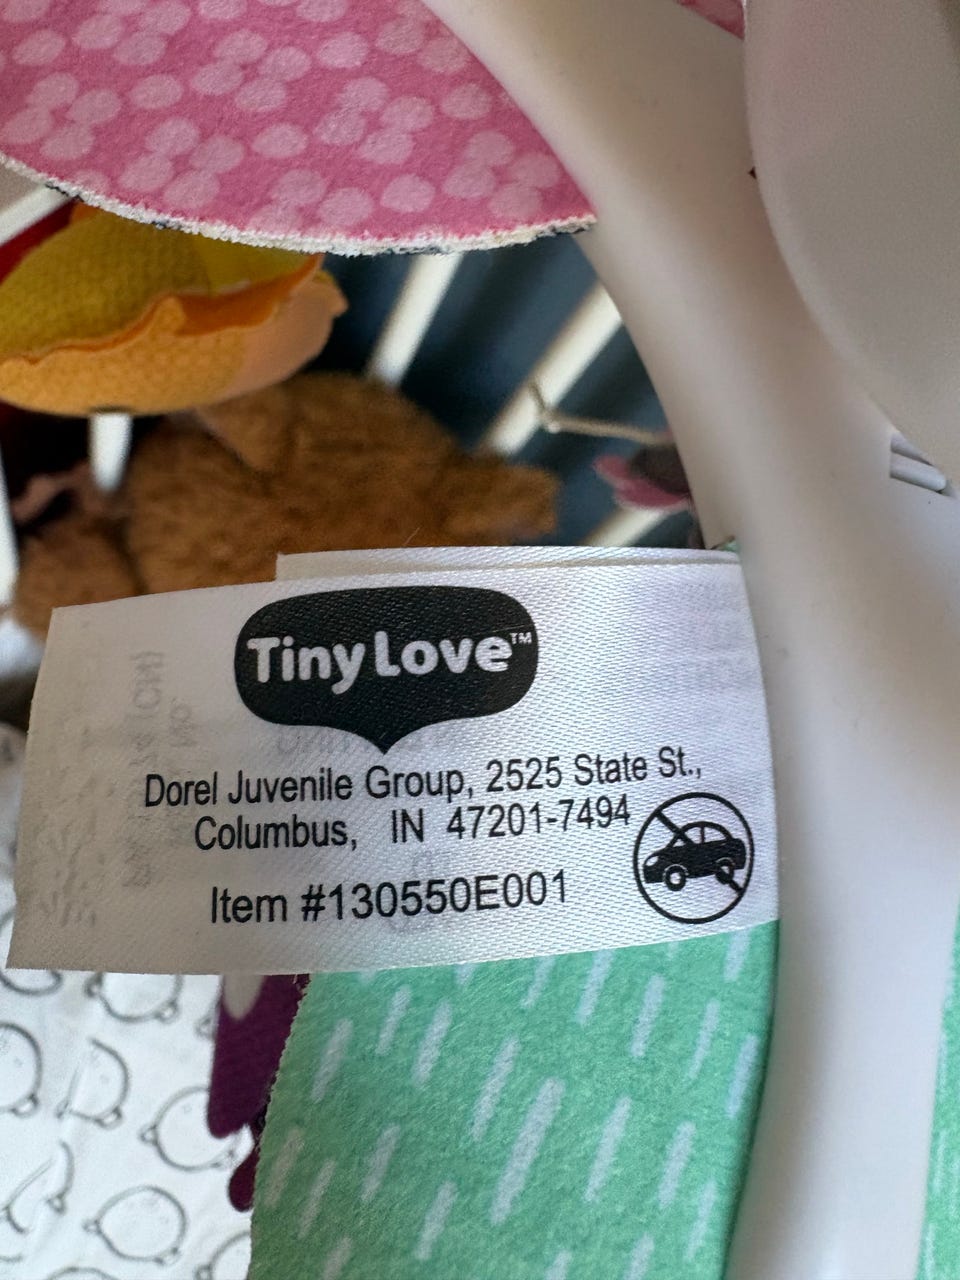 Tiny Love™
Dorel Juvenile Group, 2525 State St.,
Columbus, IN 47201-7494
Item #130550E001